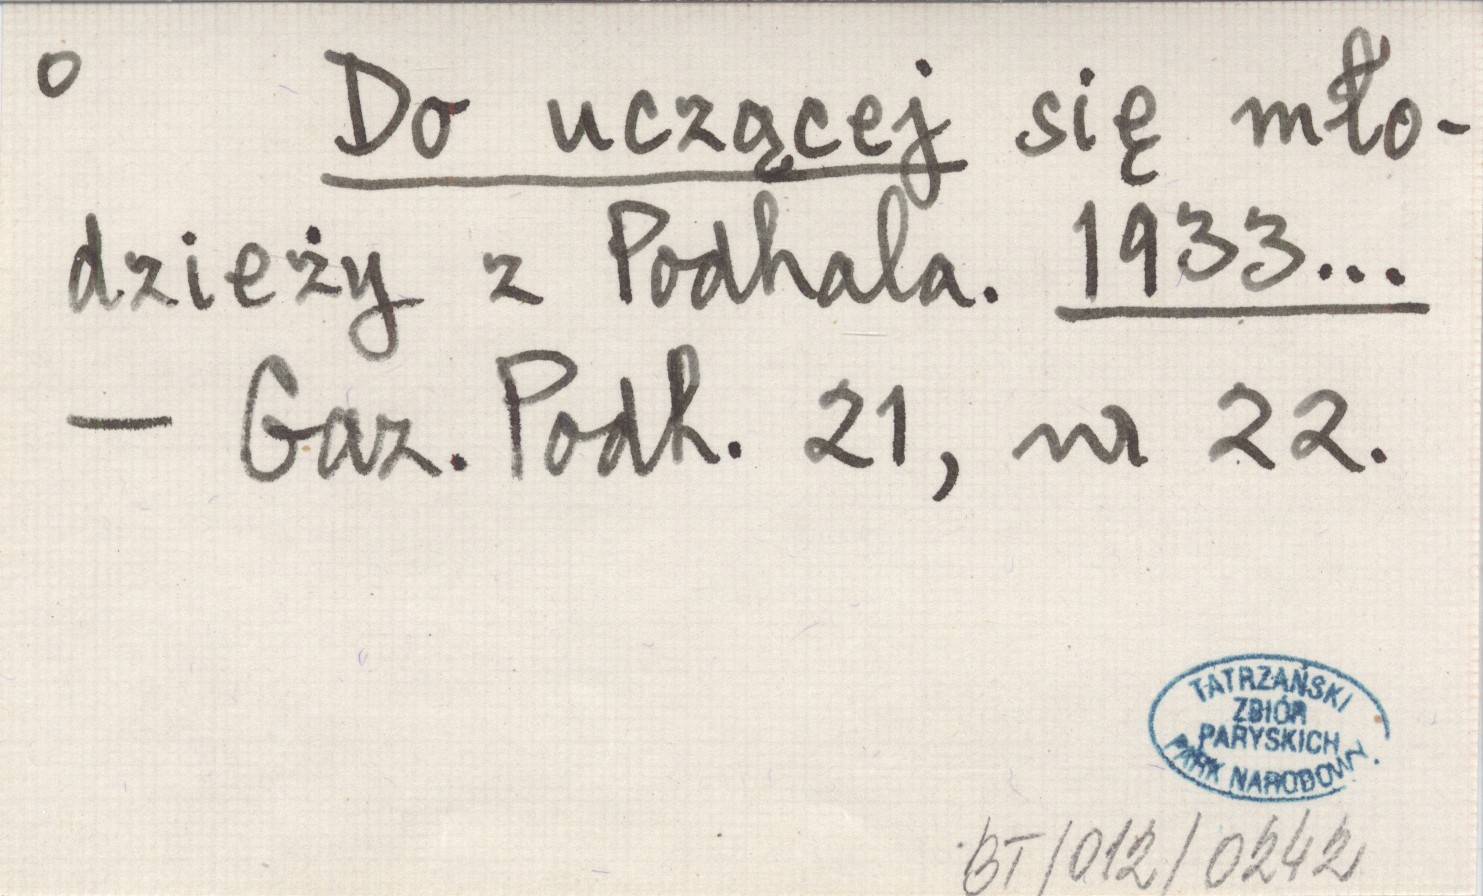 o Do uczącej się mło-
dzieży z Podhala. 1933...
— Gaz. Podh. 21, nr 22.
TATRZAŃSKI
ZBIÓR
PARYSKICH
PARK NARODOWY
BT/012/0242